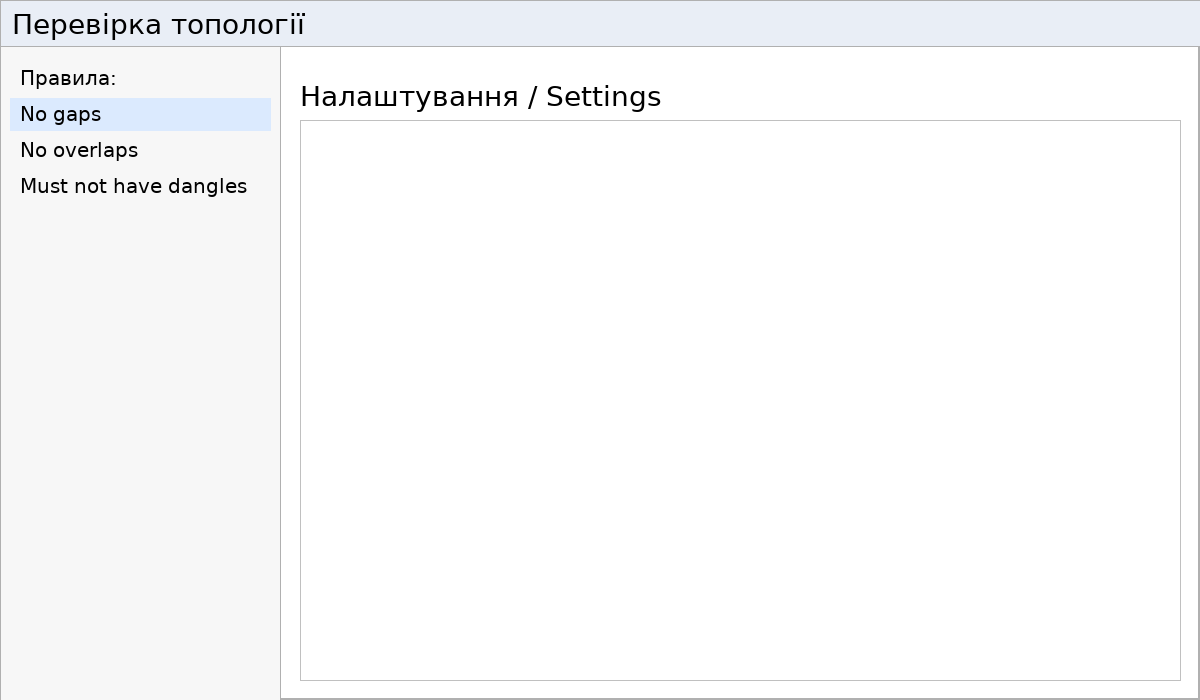 Перевірка топології
Правила:
No gaps
No overlaps
Must not have dangles
Налаштування / Settings